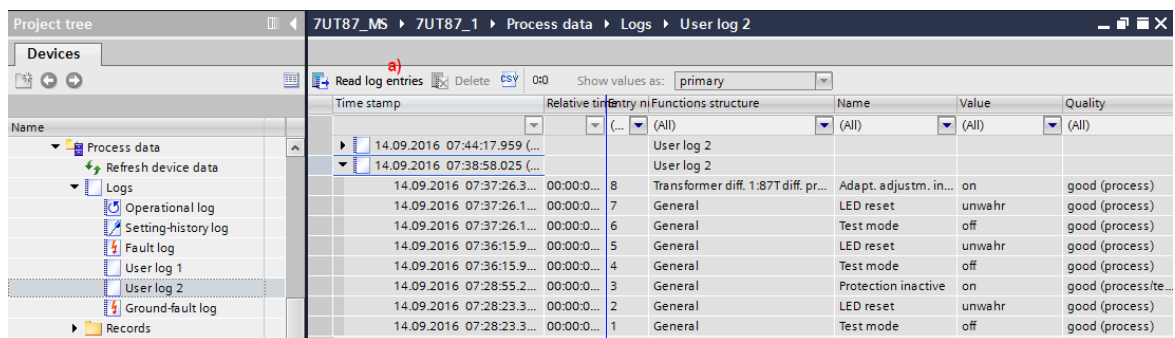 Project tree
7UT87_MS ▸ 7UT87_1 ▸ Process data ▸ Logs ▸ User log 2
Devices
a)
Read log entries Delete CSV 0:0 Show values as: primary
Time stamp Relative time Entry n Functions structure Name Value Quality
Name
(... (All) (All) (All) (All)
Process data
Refresh device data
Logs
Operational log
Setting-history log
Fault log
User log 1
User log 2
Ground-fault log
Records
14.09.2016 07:44:17.959 (... User log 2
14.09.2016 07:38:58.025 (... User log 2
14.09.2016 07:37:26.3... 00:00:0... 8 Transformer diff. 1:87T diff. pr... Adapt. adjustm. in... on good (process)
14.09.2016 07:37:26.1... 00:00:0... 7 General LED reset unwahr good (process)
14.09.2016 07:37:26.1... 00:00:0... 6 General Test mode off good (process)
14.09.2016 07:36:15.9... 00:00:0... 5 General LED reset unwahr good (process)
14.09.2016 07:36:15.9... 00:00:0... 4 General Test mode off good (process)
14.09.2016 07:28:55.2... 00:00:0... 3 General Protection inactive on good (process/te...
14.09.2016 07:28:23.3... 00:00:0... 2 General LED reset unwahr good (process)
14.09.2016 07:28:23.3... 00:00:0... 1 General Test mode off good (process)